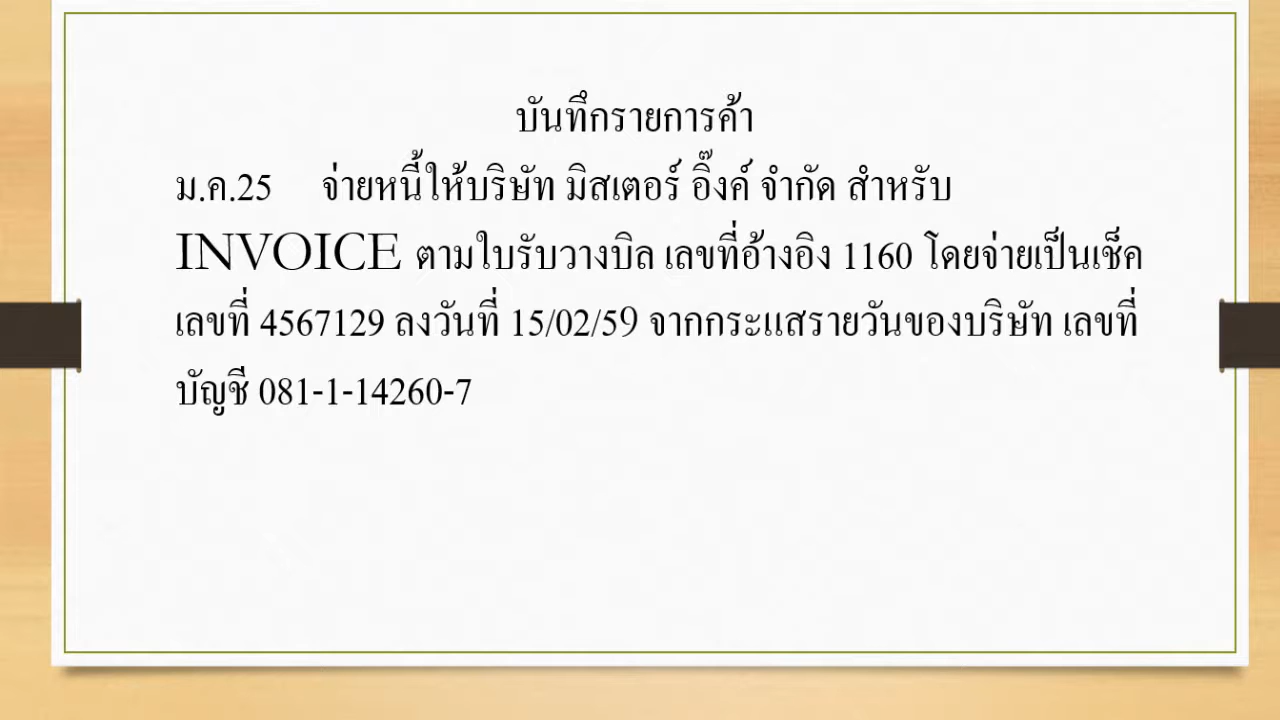 บันทึกรายการค้า
ม.ค.25 จ่ายหนี้ให้บริษัท มิสเตอร์ อิ๊งค์ จำกัด สำหรับ
INVOICE ตามใบรับวางบิล เลขที่อ้างอิง 1160 โดยจ่ายเป็นเช็ค
เลขที่ 4567129 ลงวันที่ 15/02/59 จากกระแสรายวันของบริษัท เลขที่
บัญชี 081-1-14260-7